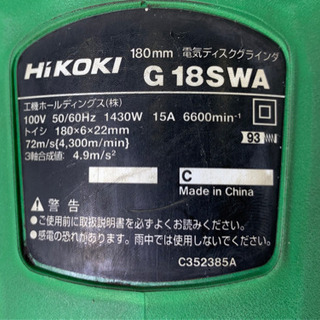 180mm 電気ディスクグラインダ
HiKOKI G 18SWA
工機ホールディングス(株)
100V 50/60Hz 1430W 15A 6600min⁻¹
トイシ 180×6×22mm
72m/s{4,300m/min}
93
3軸合成値: 4.9m/s²
C
Made in China
警告
●ご使用前に取扱説明書を必ずよくお読みください。
●感電の恐れがあります。雨中では使用しないでください。
C352385A